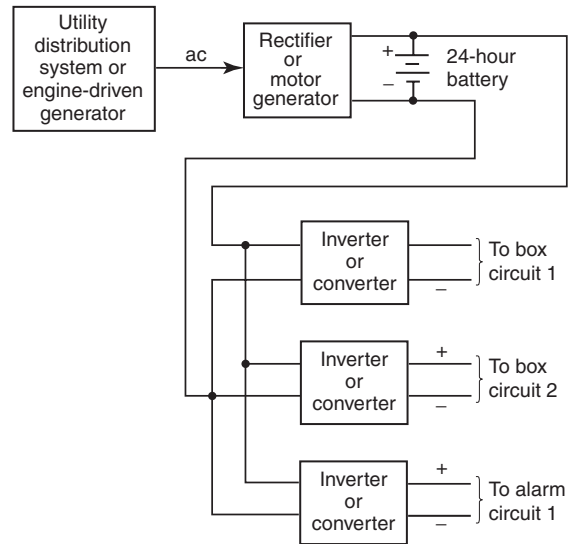 Utility
distribution
system or
engine-driven
generator
ac
Rectifier
or
motor
generator
+
–
24-hour
battery
Inverter
or
converter
–
To box
circuit 1
Inverter
or
converter
+
–
To box
circuit 2
Inverter
or
converter
+
–
To alarm
circuit 1